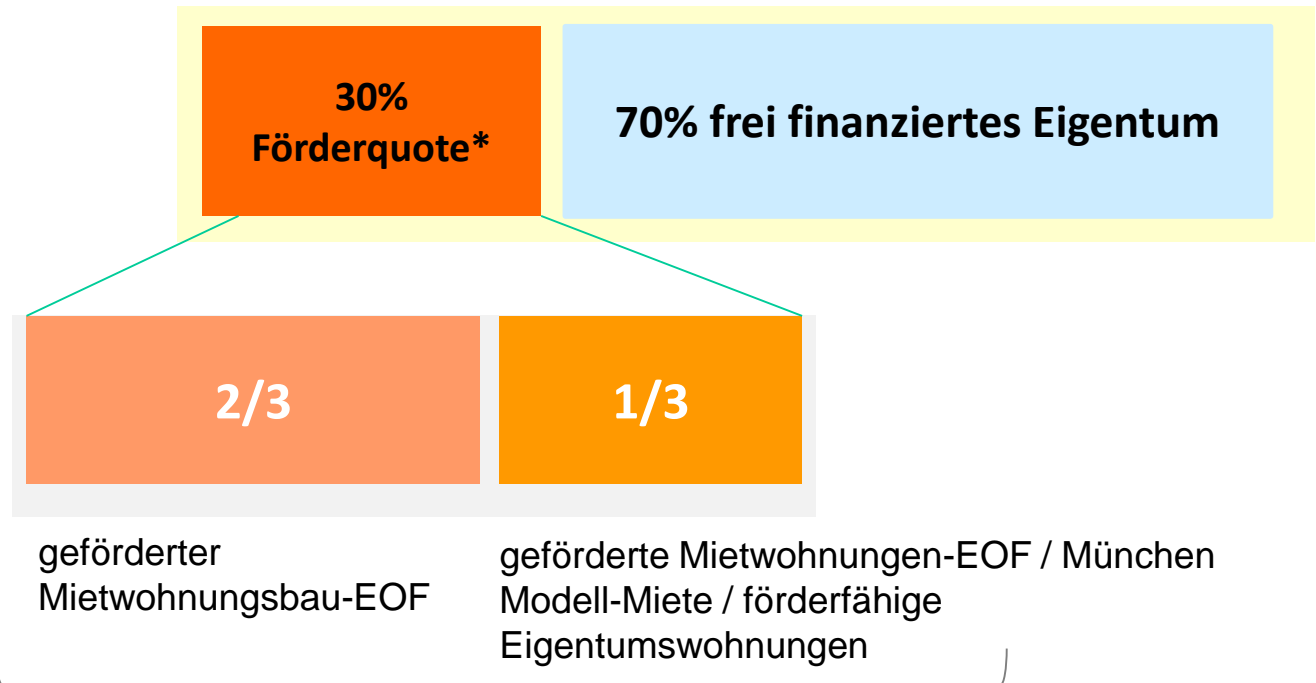 30%
Förderquote*
70% frei finanziertes Eigentum
2/3
1/3
geförderter
Mietwohnungsbau-EOF
geförderte Mietwohnungen-EOF / München
Modell-Miete / förderfähige
Eigentumswohnungen